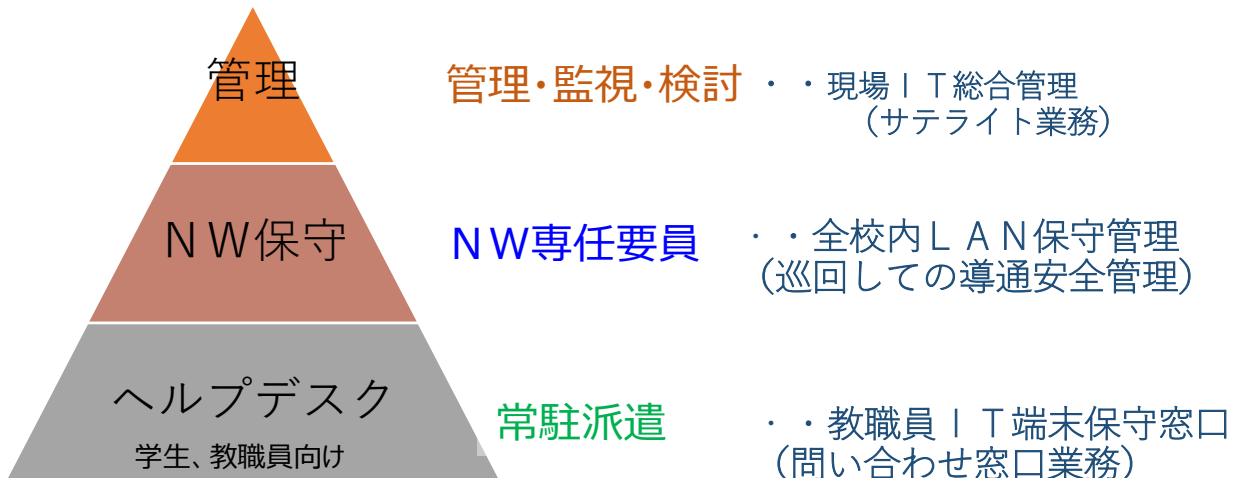 管理
管理・監視・検討 ・・現場ＩＴ総合管理
（サテライト業務）
ＮＷ保守
ＮＷ専任要員 ・・全校内ＬＡＮ保守管理
（巡回しての導通安全管理）
ヘルプデスク
学生、教職員向け
常駐派遣 ・・教職員ＩＴ端末保守窓口
（問い合わせ窓口業務）